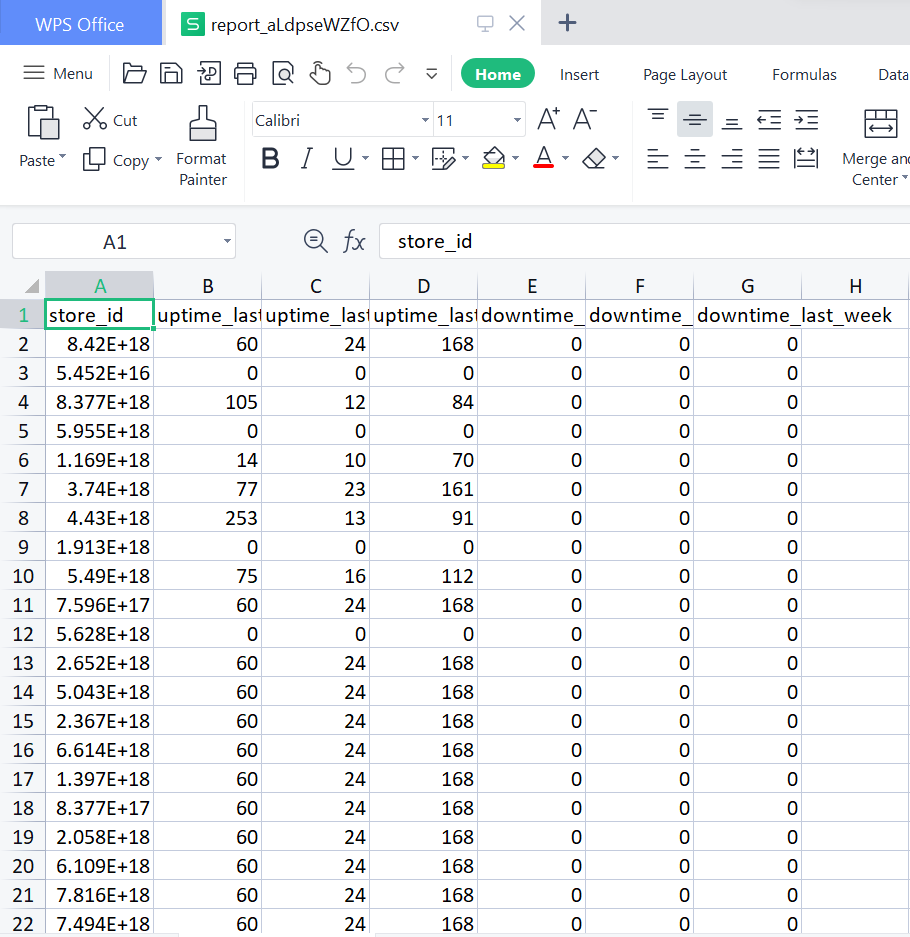 WPS Office report_aLdpseWZfO.csv
Menu Home Insert Page Layout Formulas Data
Cut Calibri 11 A+ A-
Paste Copy Format Painter B I U A Merge and Center
A1 fx store_id
A B C D E F G H
1 store_id uptime_last uptime_last uptime_last downtime_ downtime_ downtime_last_week
2 8.42E+18 60 24 168 0 0 0
3 5.452E+16 0 0 0 0 0 0
4 8.377E+18 105 12 84 0 0 0
5 5.955E+18 0 0 0 0 0 0
6 1.169E+18 14 10 70 0 0 0
7 3.74E+18 77 23 161 0 0 0
8 4.43E+18 253 13 91 0 0 0
9 1.913E+18 0 0 0 0 0 0
10 5.49E+18 75 16 112 0 0 0
11 7.596E+17 60 24 168 0 0 0
12 5.628E+18 0 0 0 0 0 0
13 2.652E+18 60 24 168 0 0 0
14 5.043E+18 60 24 168 0 0 0
15 2.367E+18 60 24 168 0 0 0
16 6.614E+18 60 24 168 0 0 0
17 1.397E+18 60 24 168 0 0 0
18 8.377E+17 60 24 168 0 0 0
19 2.058E+18 60 24 168 0 0 0
20 6.109E+18 60 24 168 0 0 0
21 7.816E+18 60 24 168 0 0 0
22 7.494E+18 60 24 168 0 0 0